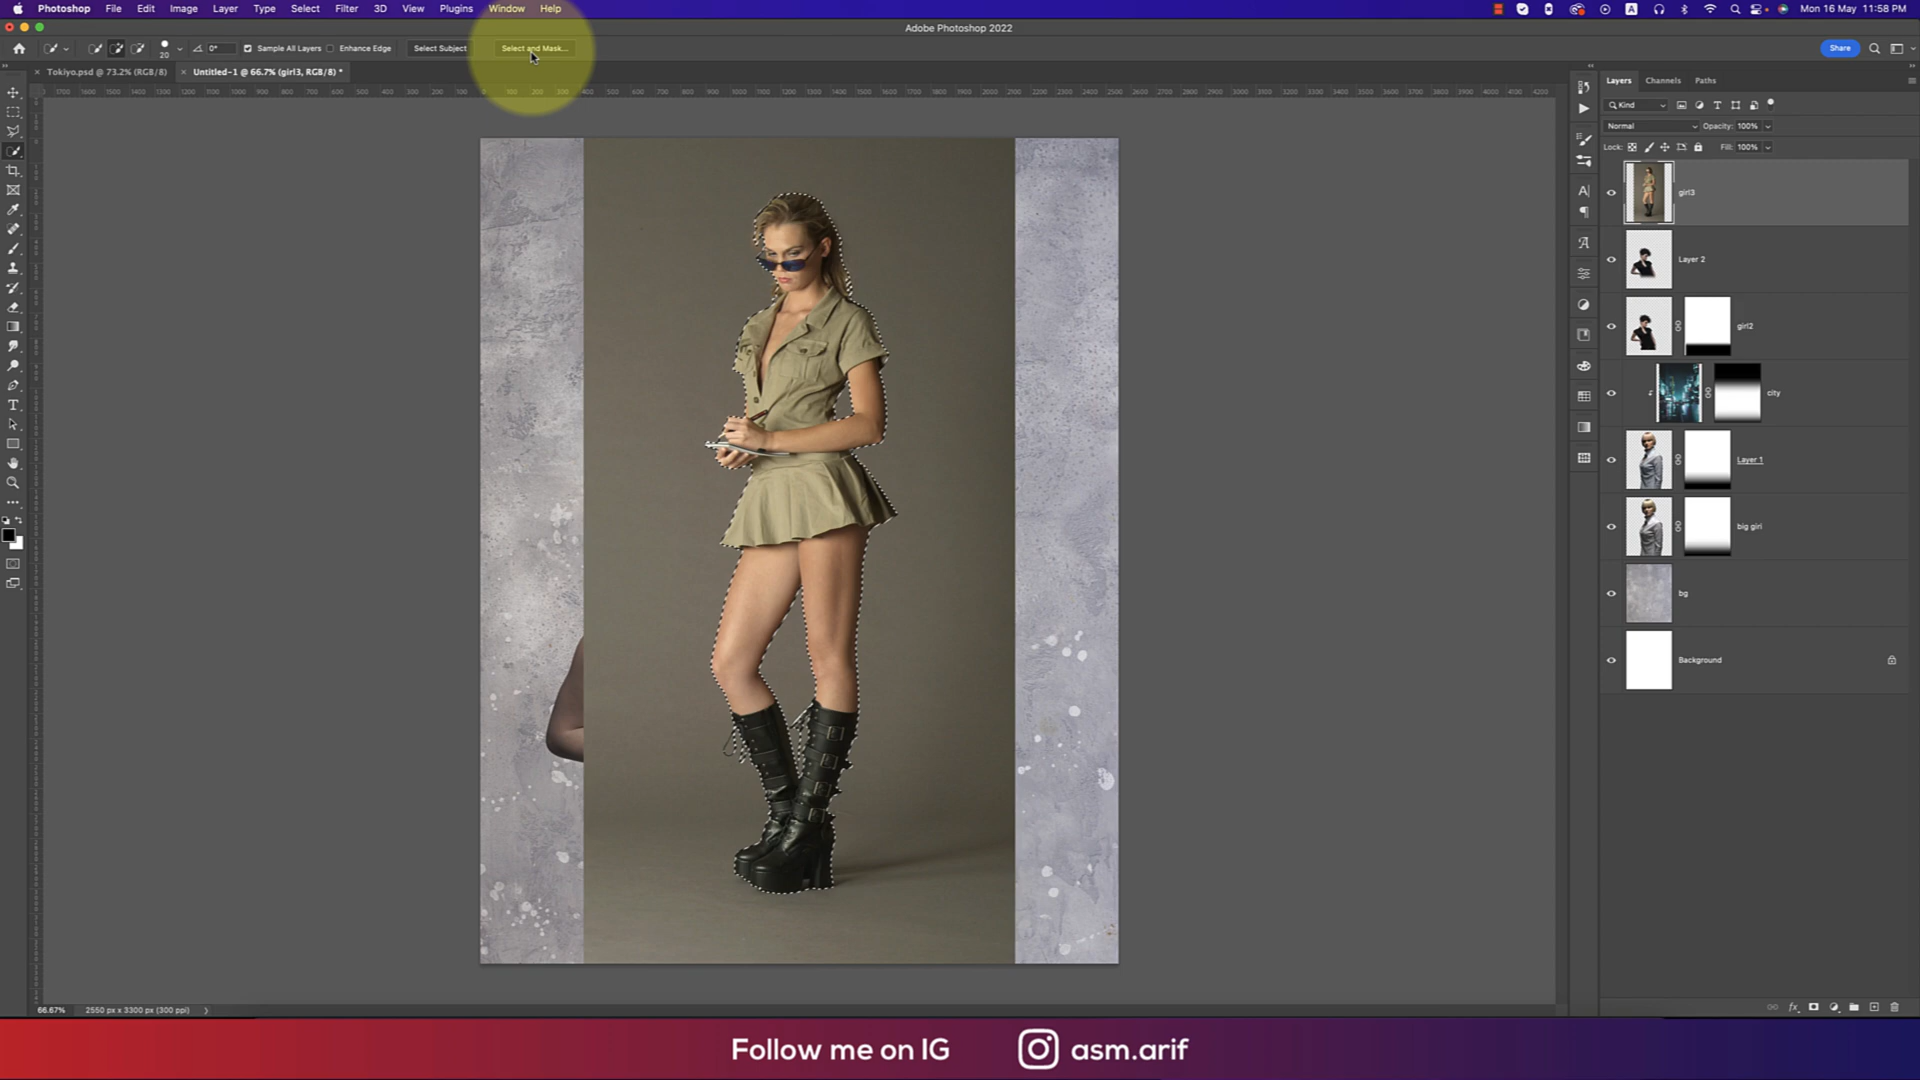 Photoshop File Edit Image Layer Type Select Filter 3D View Plugins Window Help
Mon 16 May 11:58 PM
Adobe Photoshop 2022
20
0°
Sample All Layers
Enhance Edge
Select Subject
Select and Mask...
Share
Tokiyo.psd @ 73.2% (RGB/8)
Untitled-1 @ 66.7% (girl3, RGB/8) *
Layers Channels Paths
Kind
Normal
Opacity: 100%
Lock:
Fill: 100%
girl3
Layer 2
girl2
city
Layer 1
big girl
bg
Background
66.67%
2550 px x 3300 px (300 ppi)
Follow me on IG
asm.arif